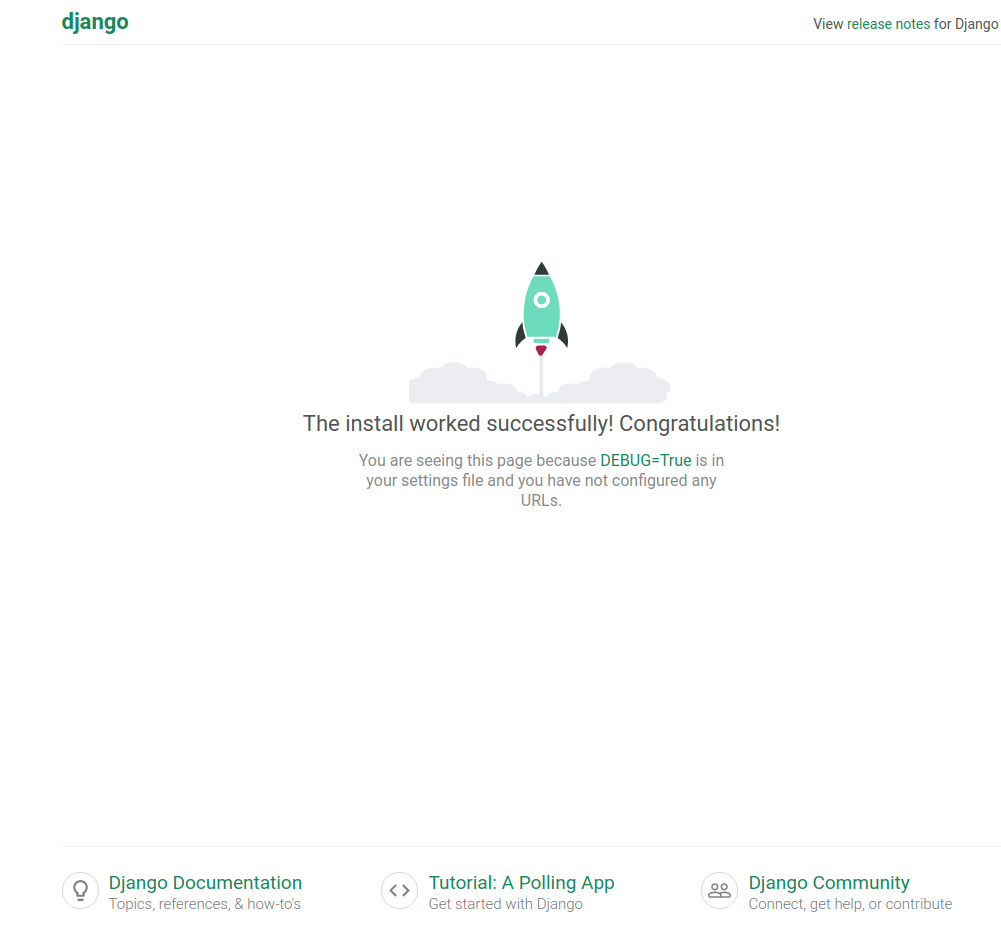 django
View release notes for Django
The install worked successfully! Congratulations!
You are seeing this page because DEBUG=True is in
your settings file and you have not configured any
URLs.
Django Documentation
Topics, references, & how-to's
Tutorial: A Polling App
Get started with Django
Django Community
Connect, get help, or contribute